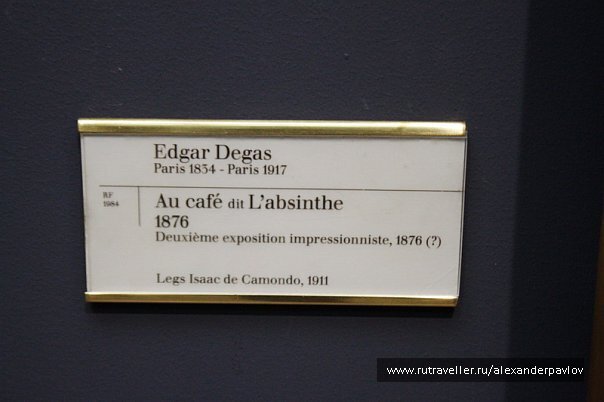 Edgar Degas
Paris 1834 - Paris 1917
RF
1984
Au café dit L'absinthe
1876
Deuxième exposition impressionniste, 1876 (?)
Legs Isaac de Camondo, 1911
www.rutraveller.ru/alexanderpavlov